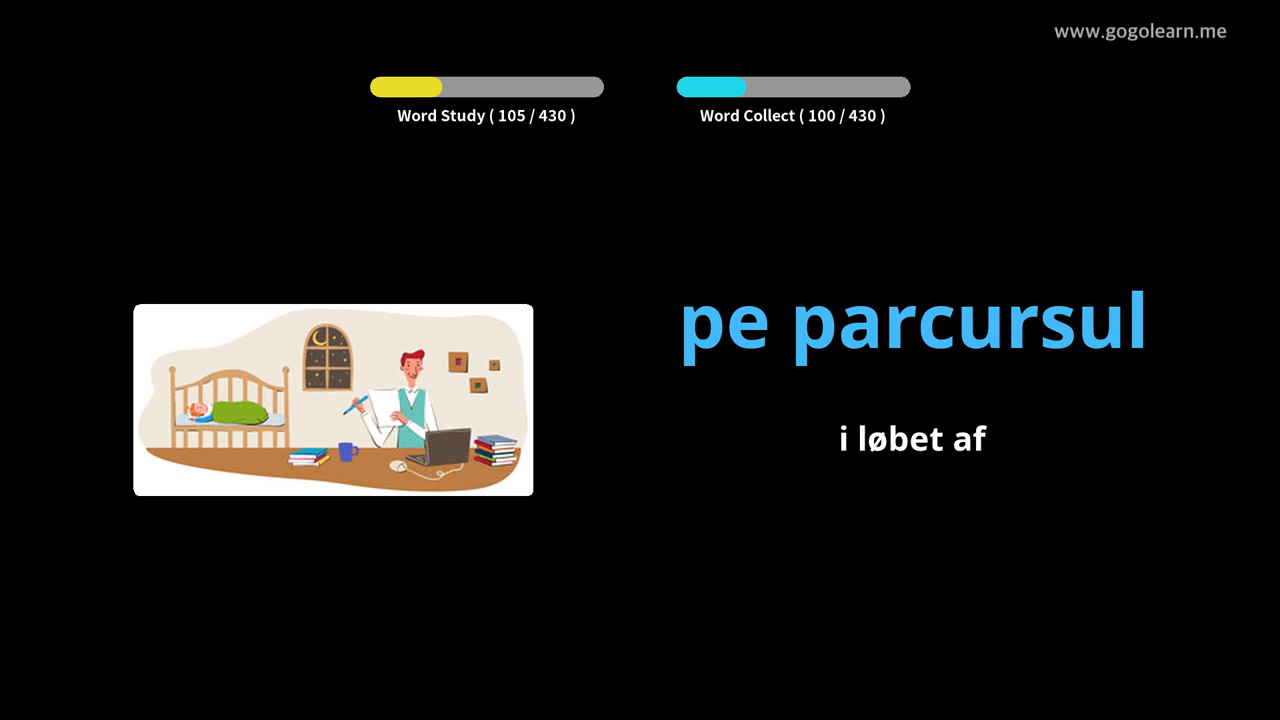 www.gogolearn.me
Word Study ( 105 / 430 )
Word Collect ( 100 / 430 )
pe parcursul
i løbet af